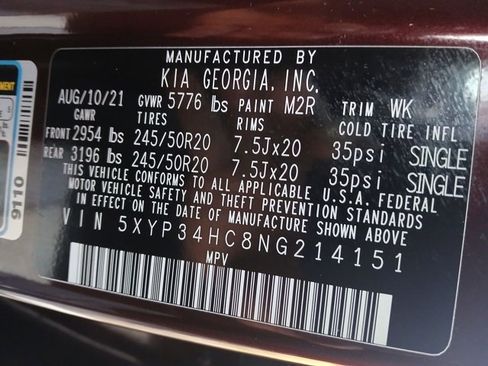 MANUFACTURED BY
KIA GEORGIA, INC.
AUG/10/21 GVWR 5776 lbs PAINT M2R TRIM WK
GAWR TIRES RIMS COLD TIRE INFL
FRONT 2954 lbs 245/50R20 7.5Jx20 35psi SINGLE
REAR 3196 lbs 245/50R20 7.5Jx20 35psi SINGLE
THIS VEHICLE CONFORMS TO ALL APPLICABLE U.S.A. FEDERAL
MOTOR VEHICLE SAFETY AND THEFT PREVENTION STANDARDS
IN EFFECT ON THE DATE OF MANUFACTURE SHOWN ABOVE
VIN 5XYP34HC8NG214151
MPV
9110